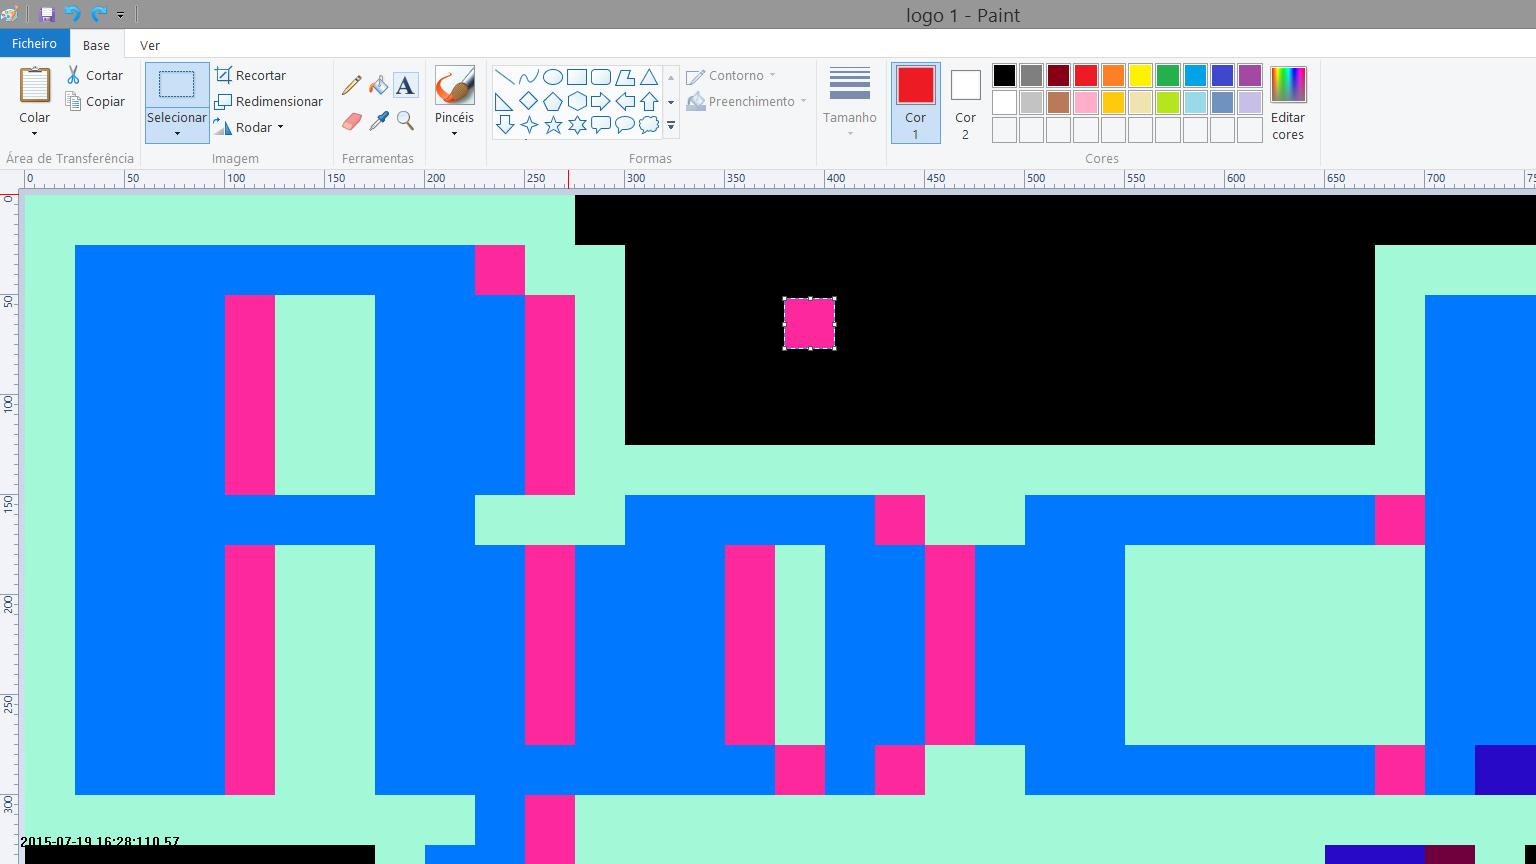 logo 1 - Paint
Ficheiro Base Ver
Colar
Cortar
Copiar
Área de Transferência
Selecionar
Recortar
Redimensionar
Rodar
Imagem
A
Ferramentas
Pincéis
Contorno
Preenchimento
Formas
Tamanho
Cor 1
Cor 2
Editar cores
Cores
0 50 100 150 200 250 300 350 400 450 500 550 600 650 700 75
0
50
100
150
200
250
300
2015-07-19 16:28:110.57